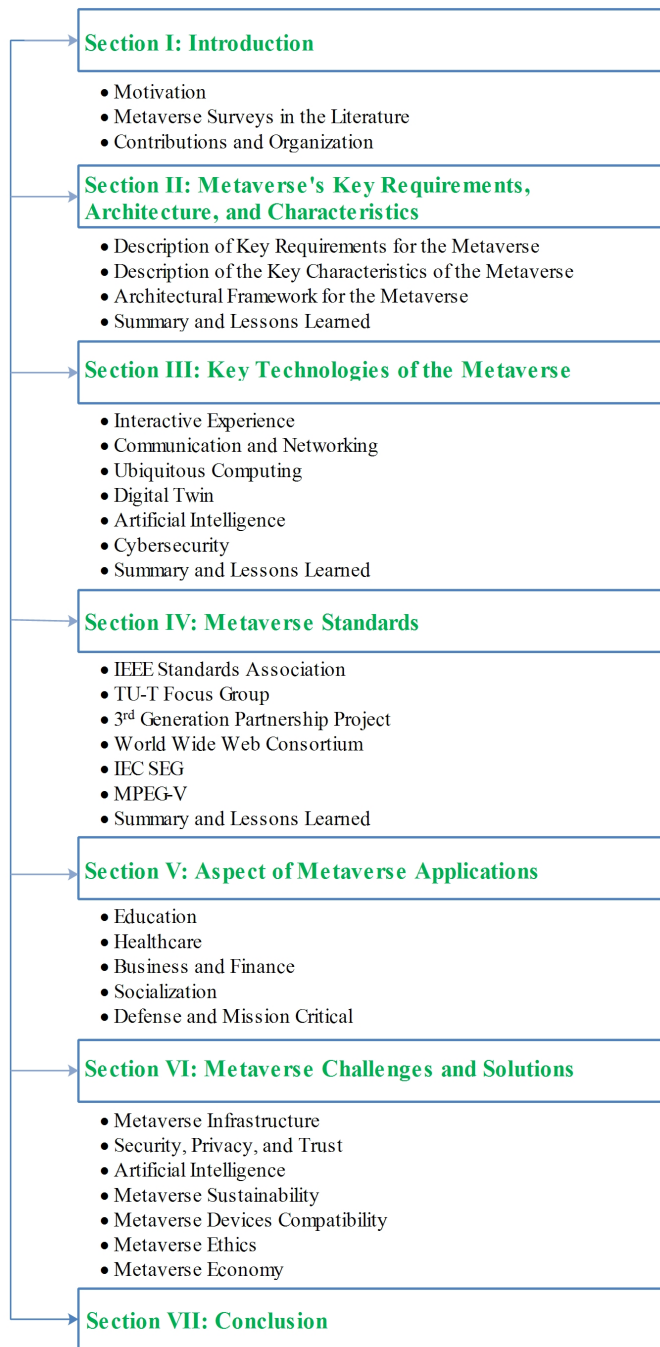 Section I: Introduction
• Motivation
• Metaverse Surveys in the Literature
• Contributions and Organization
Section II: Metaverse's Key Requirements,
Architecture, and Characteristics
• Description of Key Requirements for the Metaverse
• Description of the Key Characteristics of the Metaverse
• Architectural Framework for the Metaverse
• Summary and Lessons Learned
Section III: Key Technologies of the Metaverse
• Interactive Experience
• Communication and Networking
• Ubiquitous Computing
• Digital Twin
• Artificial Intelligence
• Cybersecurity
• Summary and Lessons Learned
Section IV: Metaverse Standards
• IEEE Standards Association
• TU-T Focus Group
• 3rd Generation Partnership Project
• World Wide Web Consortium
• IEC SEG
• MPEG-V
• Summary and Lessons Learned
Section V: Aspect of Metaverse Applications
• Education
• Healthcare
• Business and Finance
• Socialization
• Defense and Mission Critical
Section VI: Metaverse Challenges and Solutions
• Metaverse Infrastructure
• Security, Privacy, and Trust
• Artificial Intelligence
• Metaverse Sustainability
• Metaverse Devices Compatibility
• Metaverse Ethics
• Metaverse Economy
Section VII: Conclusion